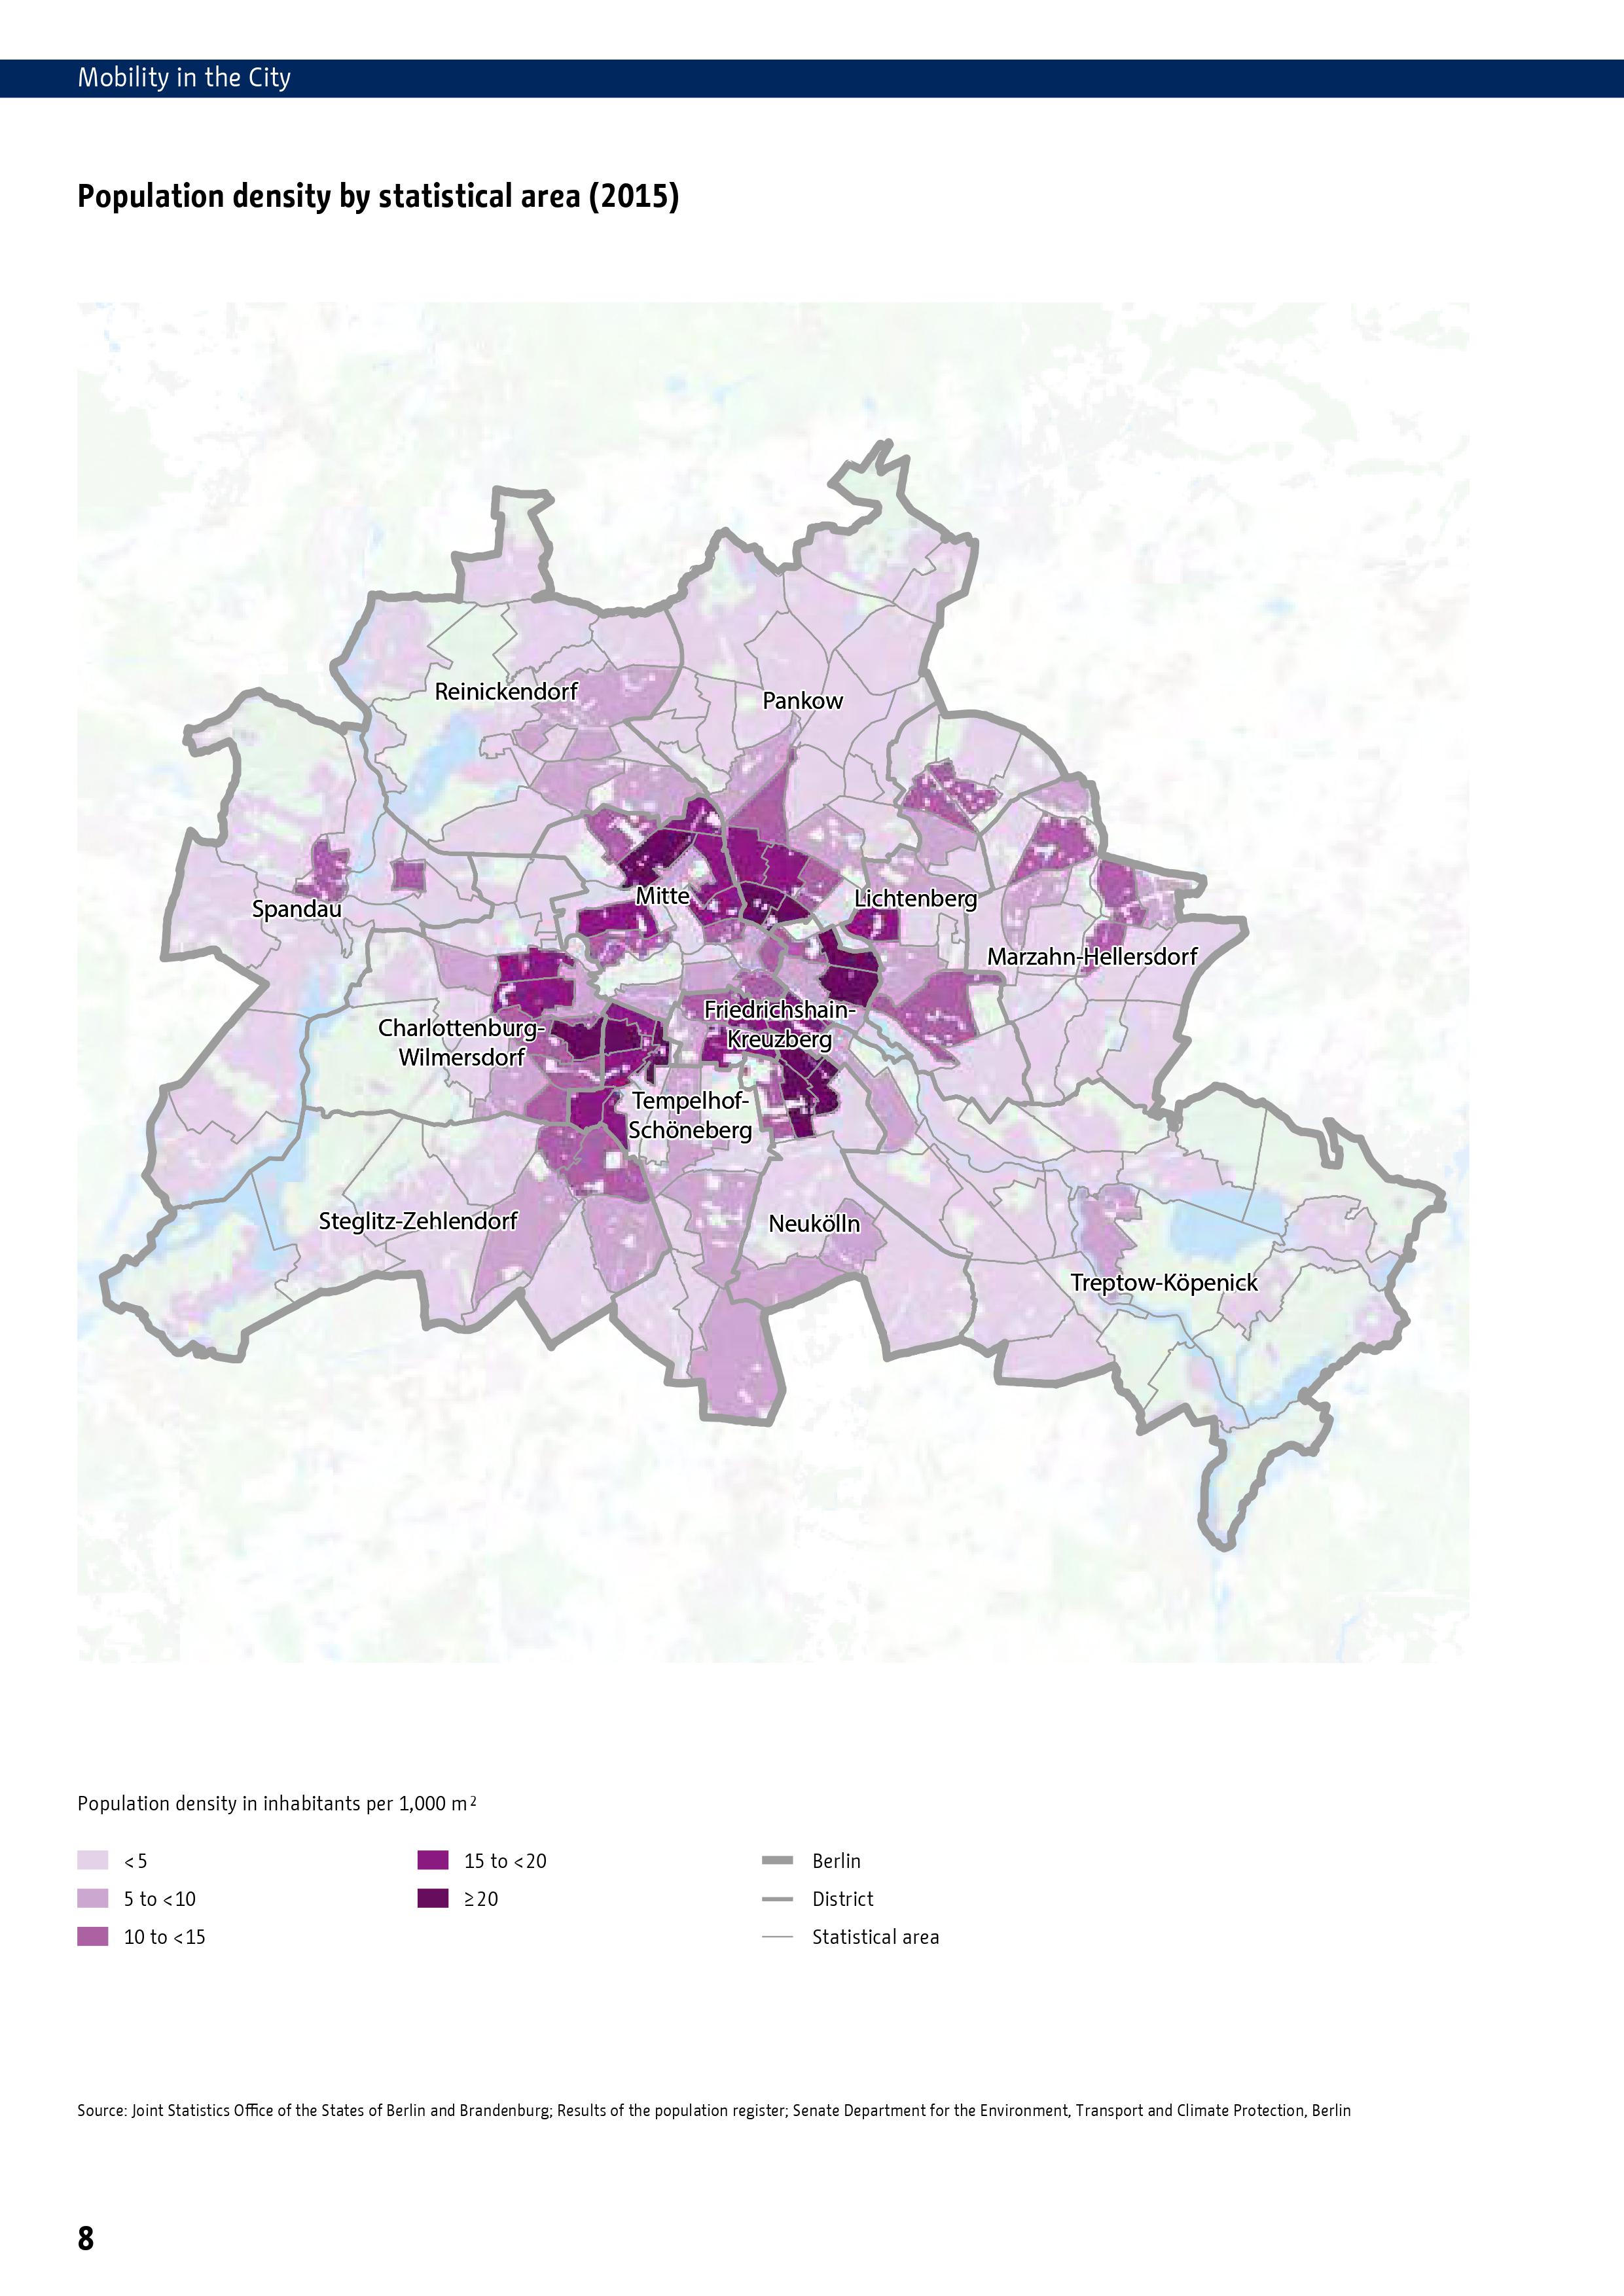 Mobility in the City
Population density by statistical area (2015)
Reinickendorf
Pankow
Mitte
Lichtenberg
Spandau
Marzahn-Hellersdorf
Friedrichshain-
Kreuzberg
Charlottenburg-
Wilmersdorf
Tempelhof-
Schöneberg
Steglitz-Zehlendorf
Neukölln
Treptow-Köpenick
Population density in inhabitants per 1,000 m²
< 5
5 to < 10
10 to < 15
15 to < 20
≥ 20
Berlin
District
Statistical area
Source: Joint Statistics Office of the States of Berlin and Brandenburg; Results of the population register; Senate Department for the Environment, Transport and Climate Protection, Berlin
8